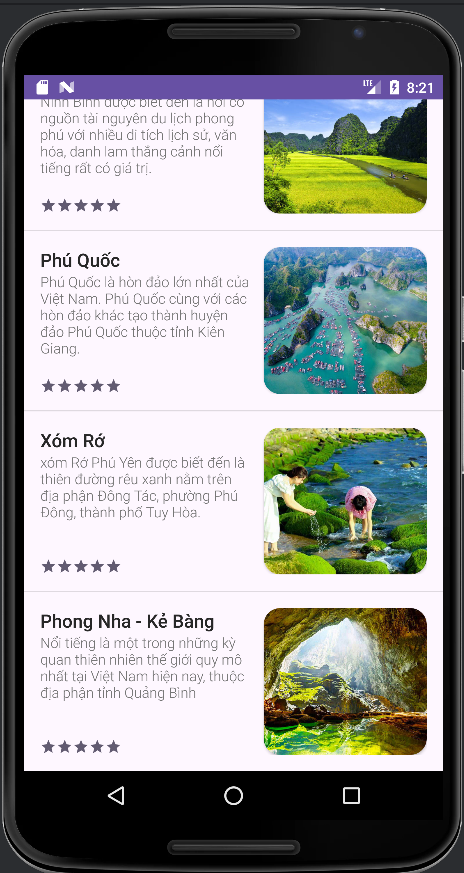 LTE 8:21
Ninh Bình được biết đến là nơi có
nguồn tài nguyên du lịch phong
phú với nhiều di tích lịch sử, văn
hóa, danh lam thắng cảnh nổi
tiếng rất có giá trị.
Phú Quốc
Phú Quốc là hòn đảo lớn nhất của
Việt Nam. Phú Quốc cùng với các
hòn đảo khác tạo thành huyện
đảo Phú Quốc thuộc tỉnh Kiên
Giang.
Xóm Rớ
xóm Rớ Phú Yên được biết đến là
thiên đường rêu xanh nằm trên
địa phận Đông Tác, phường Phú
Đông, thành phố Tuy Hòa.
Phong Nha - Kẻ Bàng
Nổi tiếng là một trong những kỳ
quan thiên nhiên thế giới quy mô
nhất tại Việt Nam hiện nay, thuộc
địa phận tỉnh Quảng Bình